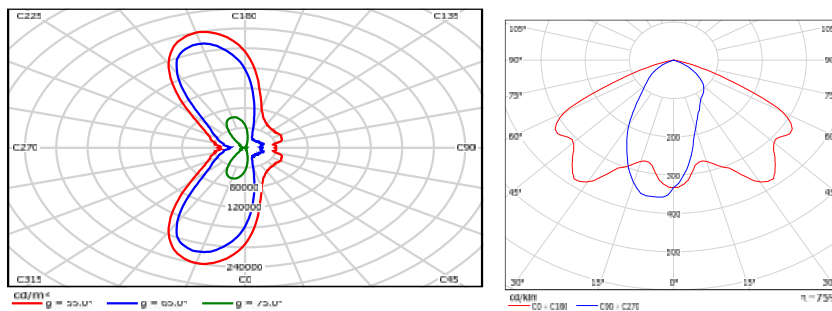 C225 C180 C135
C270 C90
80000
120000
240000
C315 C0 C45
cd/m²
g = 55.0° g = 65.0° g = 75.0°
105° 105°
90° 90°
75° 75°
60° 60°
45° 45°
200
300
400
500
30° 15° 0° 15° 30°
cd/klm
C0 - C180 C90 - C270